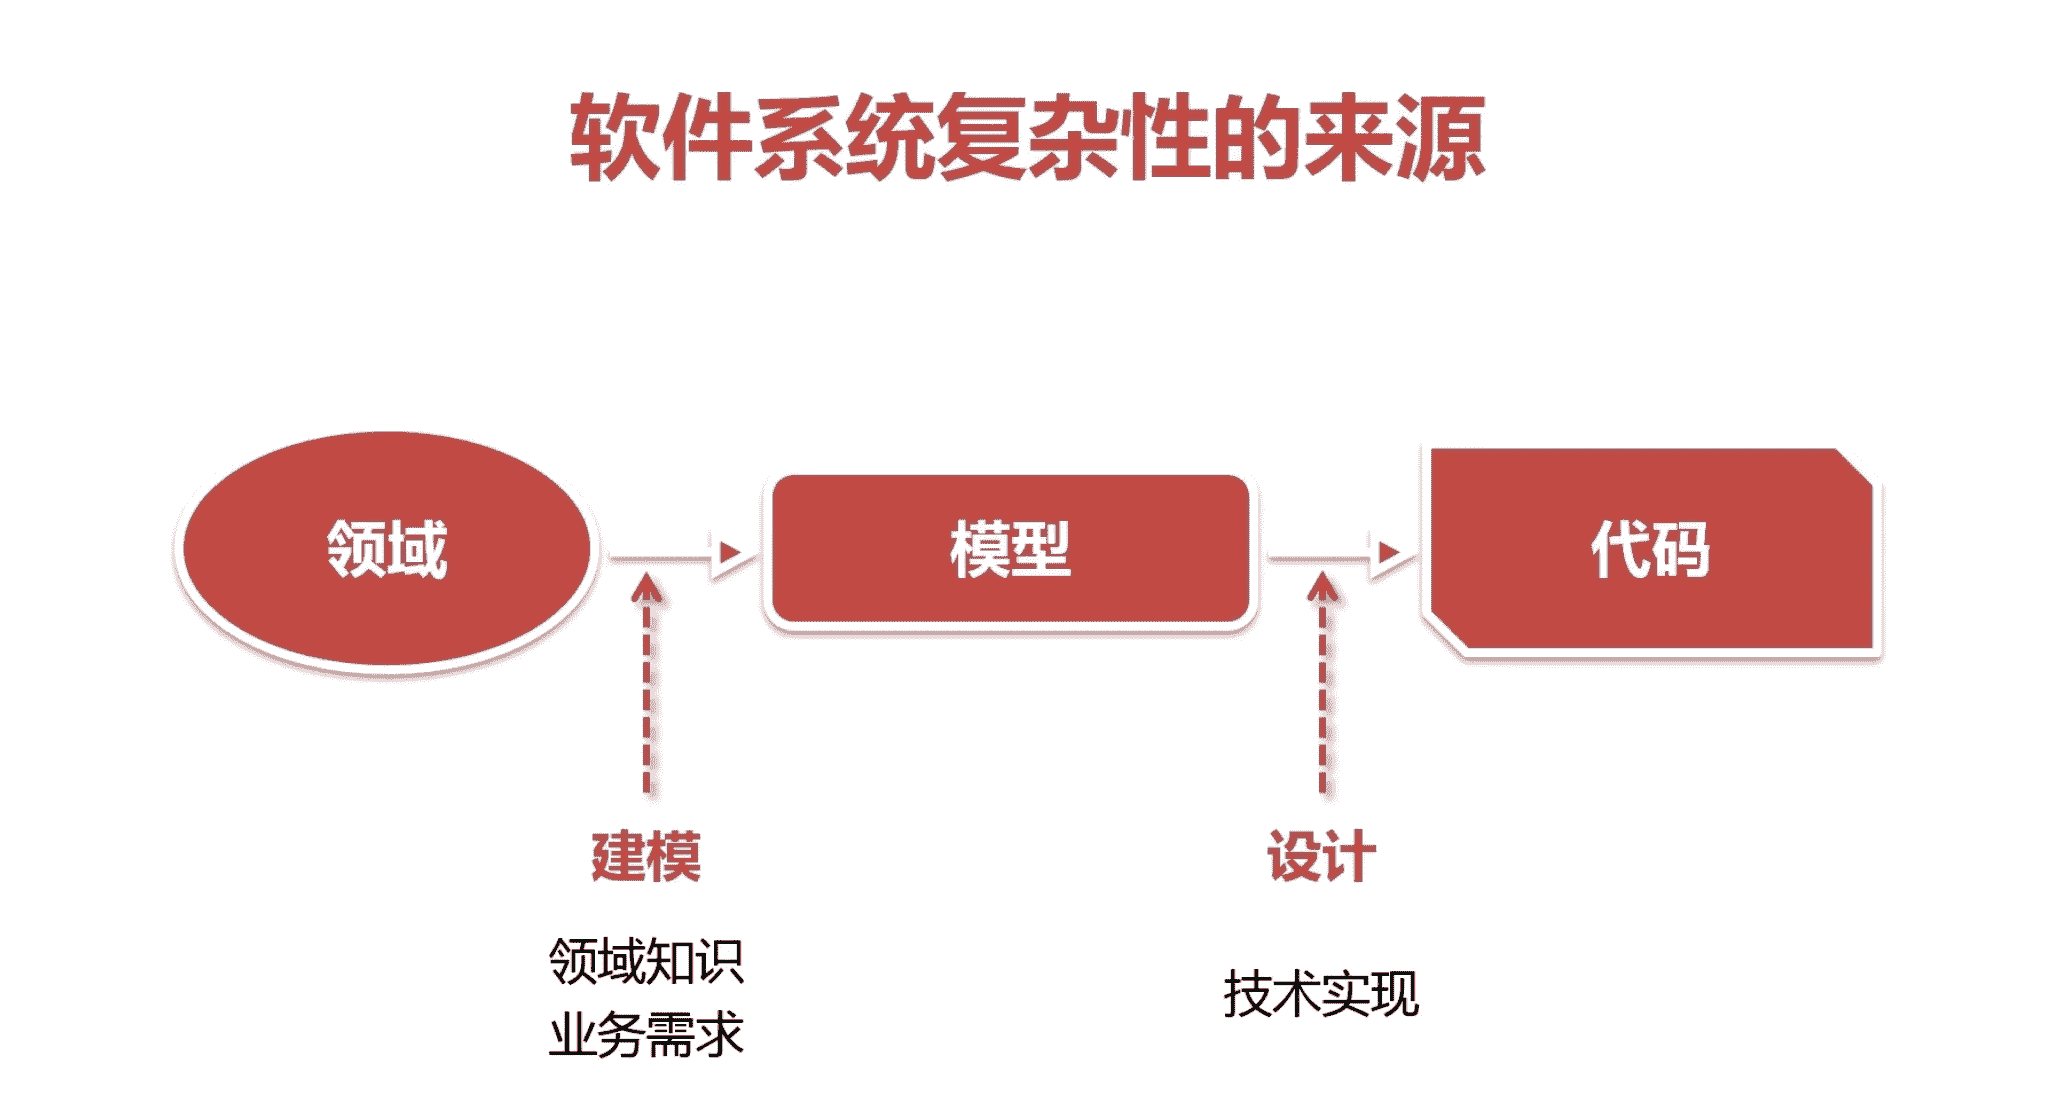 软件系统复杂性的来源
领域
模型
代码
建模
设计
领域知识
业务需求
技术实现